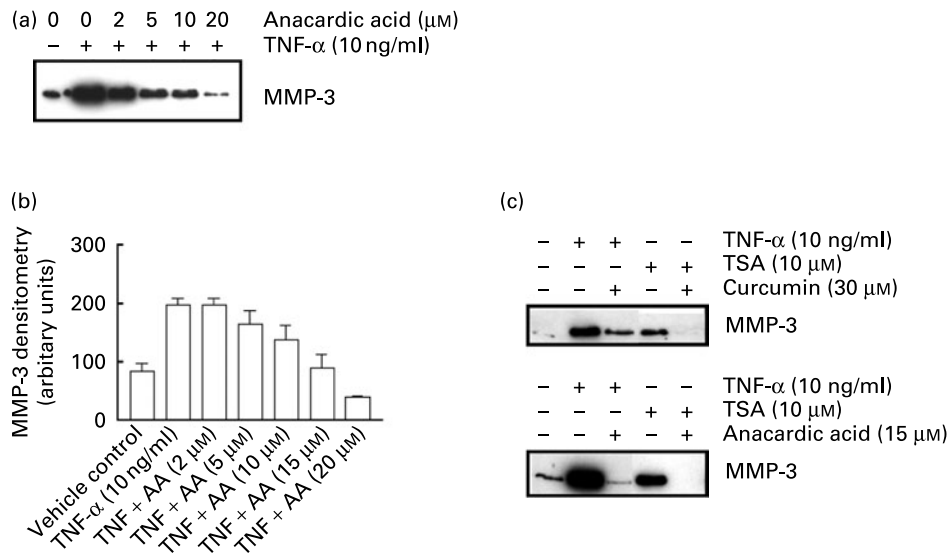 (a) 0 0 2 5 10 20 Anacardic acid (μM)
– + + + + + TNF-α (10 ng/ml)
MMP-3
(b)
MMP-3 densitometry
(arbitary units)
300
200
100
0
Vehicle control
TNF-α (10 ng/ml)
TNF + AA (2 μM)
TNF + AA (5 μM)
TNF + AA (10 μM)
TNF + AA (15 μM)
TNF + AA (20 μM)
(c)
– + + – – TNF-α (10 ng/ml)
– – – + + TSA (10 μM)
– – + – + Curcumin (30 μM)
MMP-3
– + + – – TNF-α (10 ng/ml)
– – – + + TSA (10 μM)
– – + – + Anacardic acid (15 μM)
MMP-3